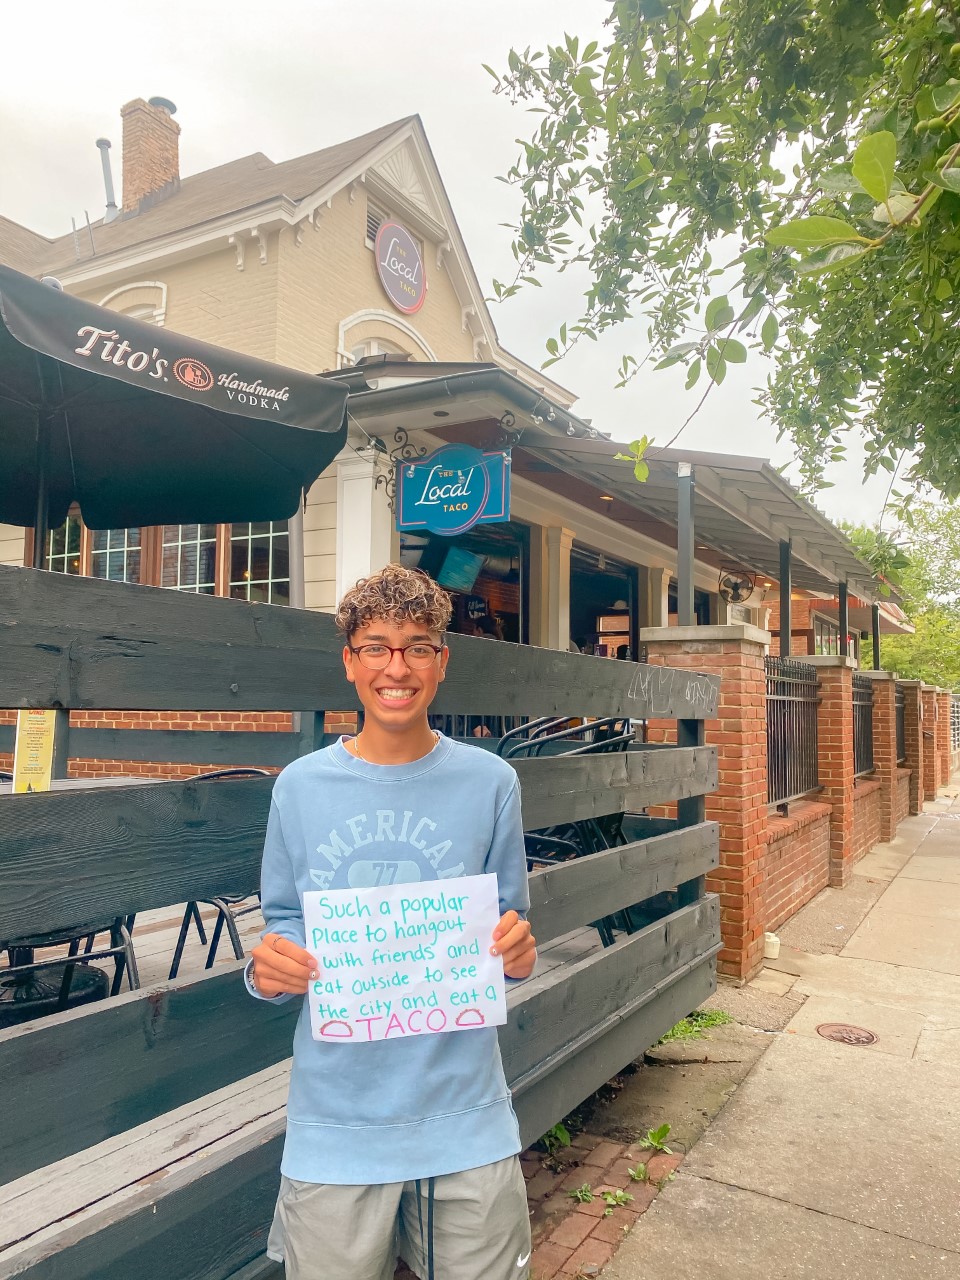 THE
Local
TACO
Tito's
Handmade
VODKA
THE
Local
TACO
AMERICAN
77
Such a popular
place to hangout
with friends and
eat outside to see
the city and eat a
TACO